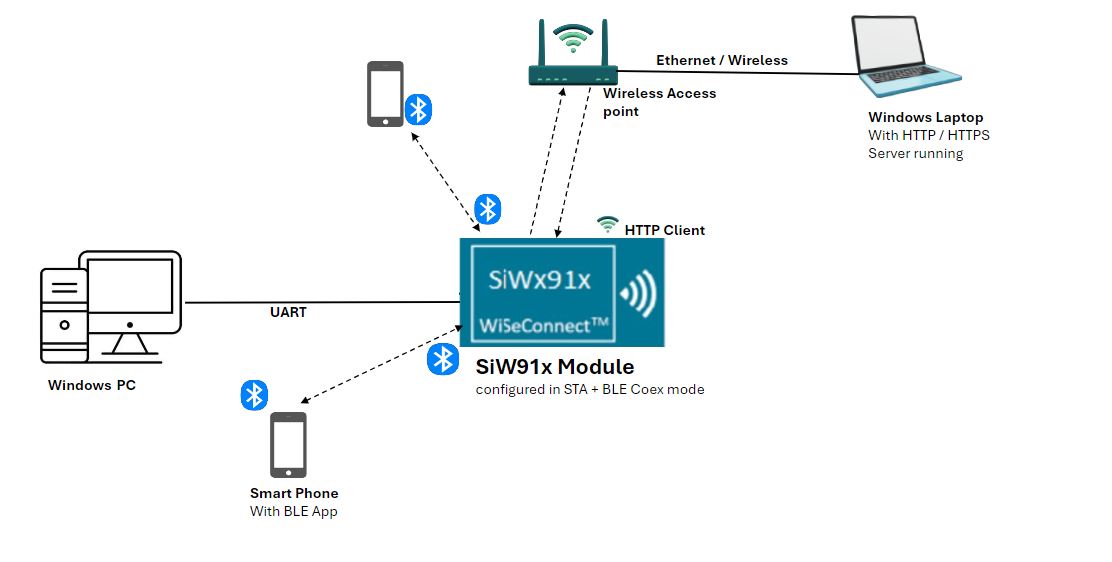 Ethernet / Wireless
Wireless Access
point
Windows Laptop
With HTTP / HTTPS
Server running
HTTP Client
SiWx91x
WiSeConnect™
UART
SiW91x Module
configured in STA + BLE Coex mode
Windows PC
Smart Phone
With BLE App